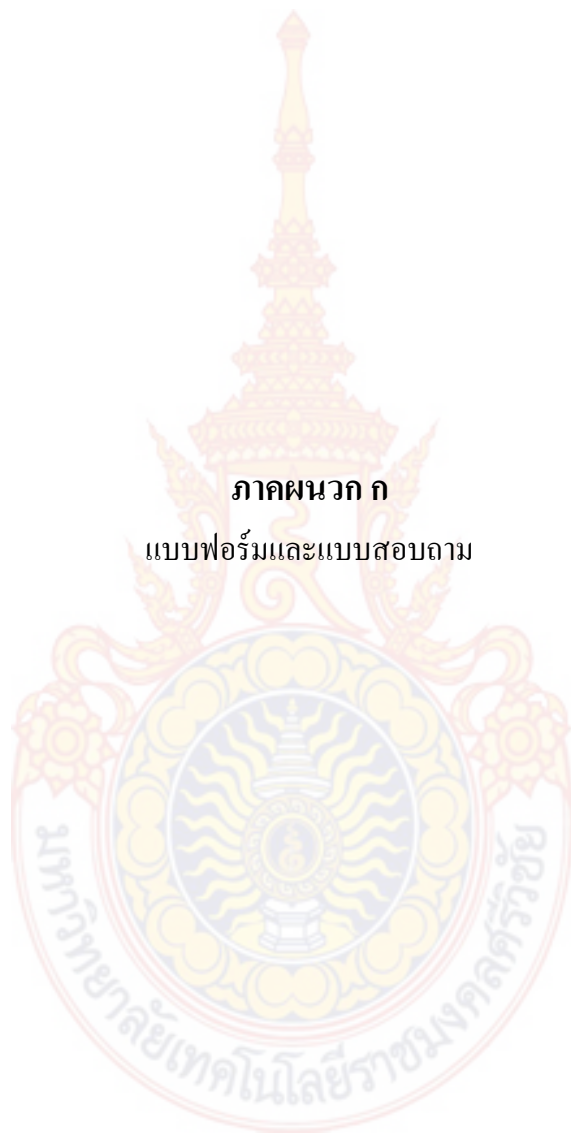 ภาคผนวก ก
แบบฟอร์มและแบบสอบถาม
มหาวิทยาลัยเทคโนโลยีราชมงคลศรีวิชัย